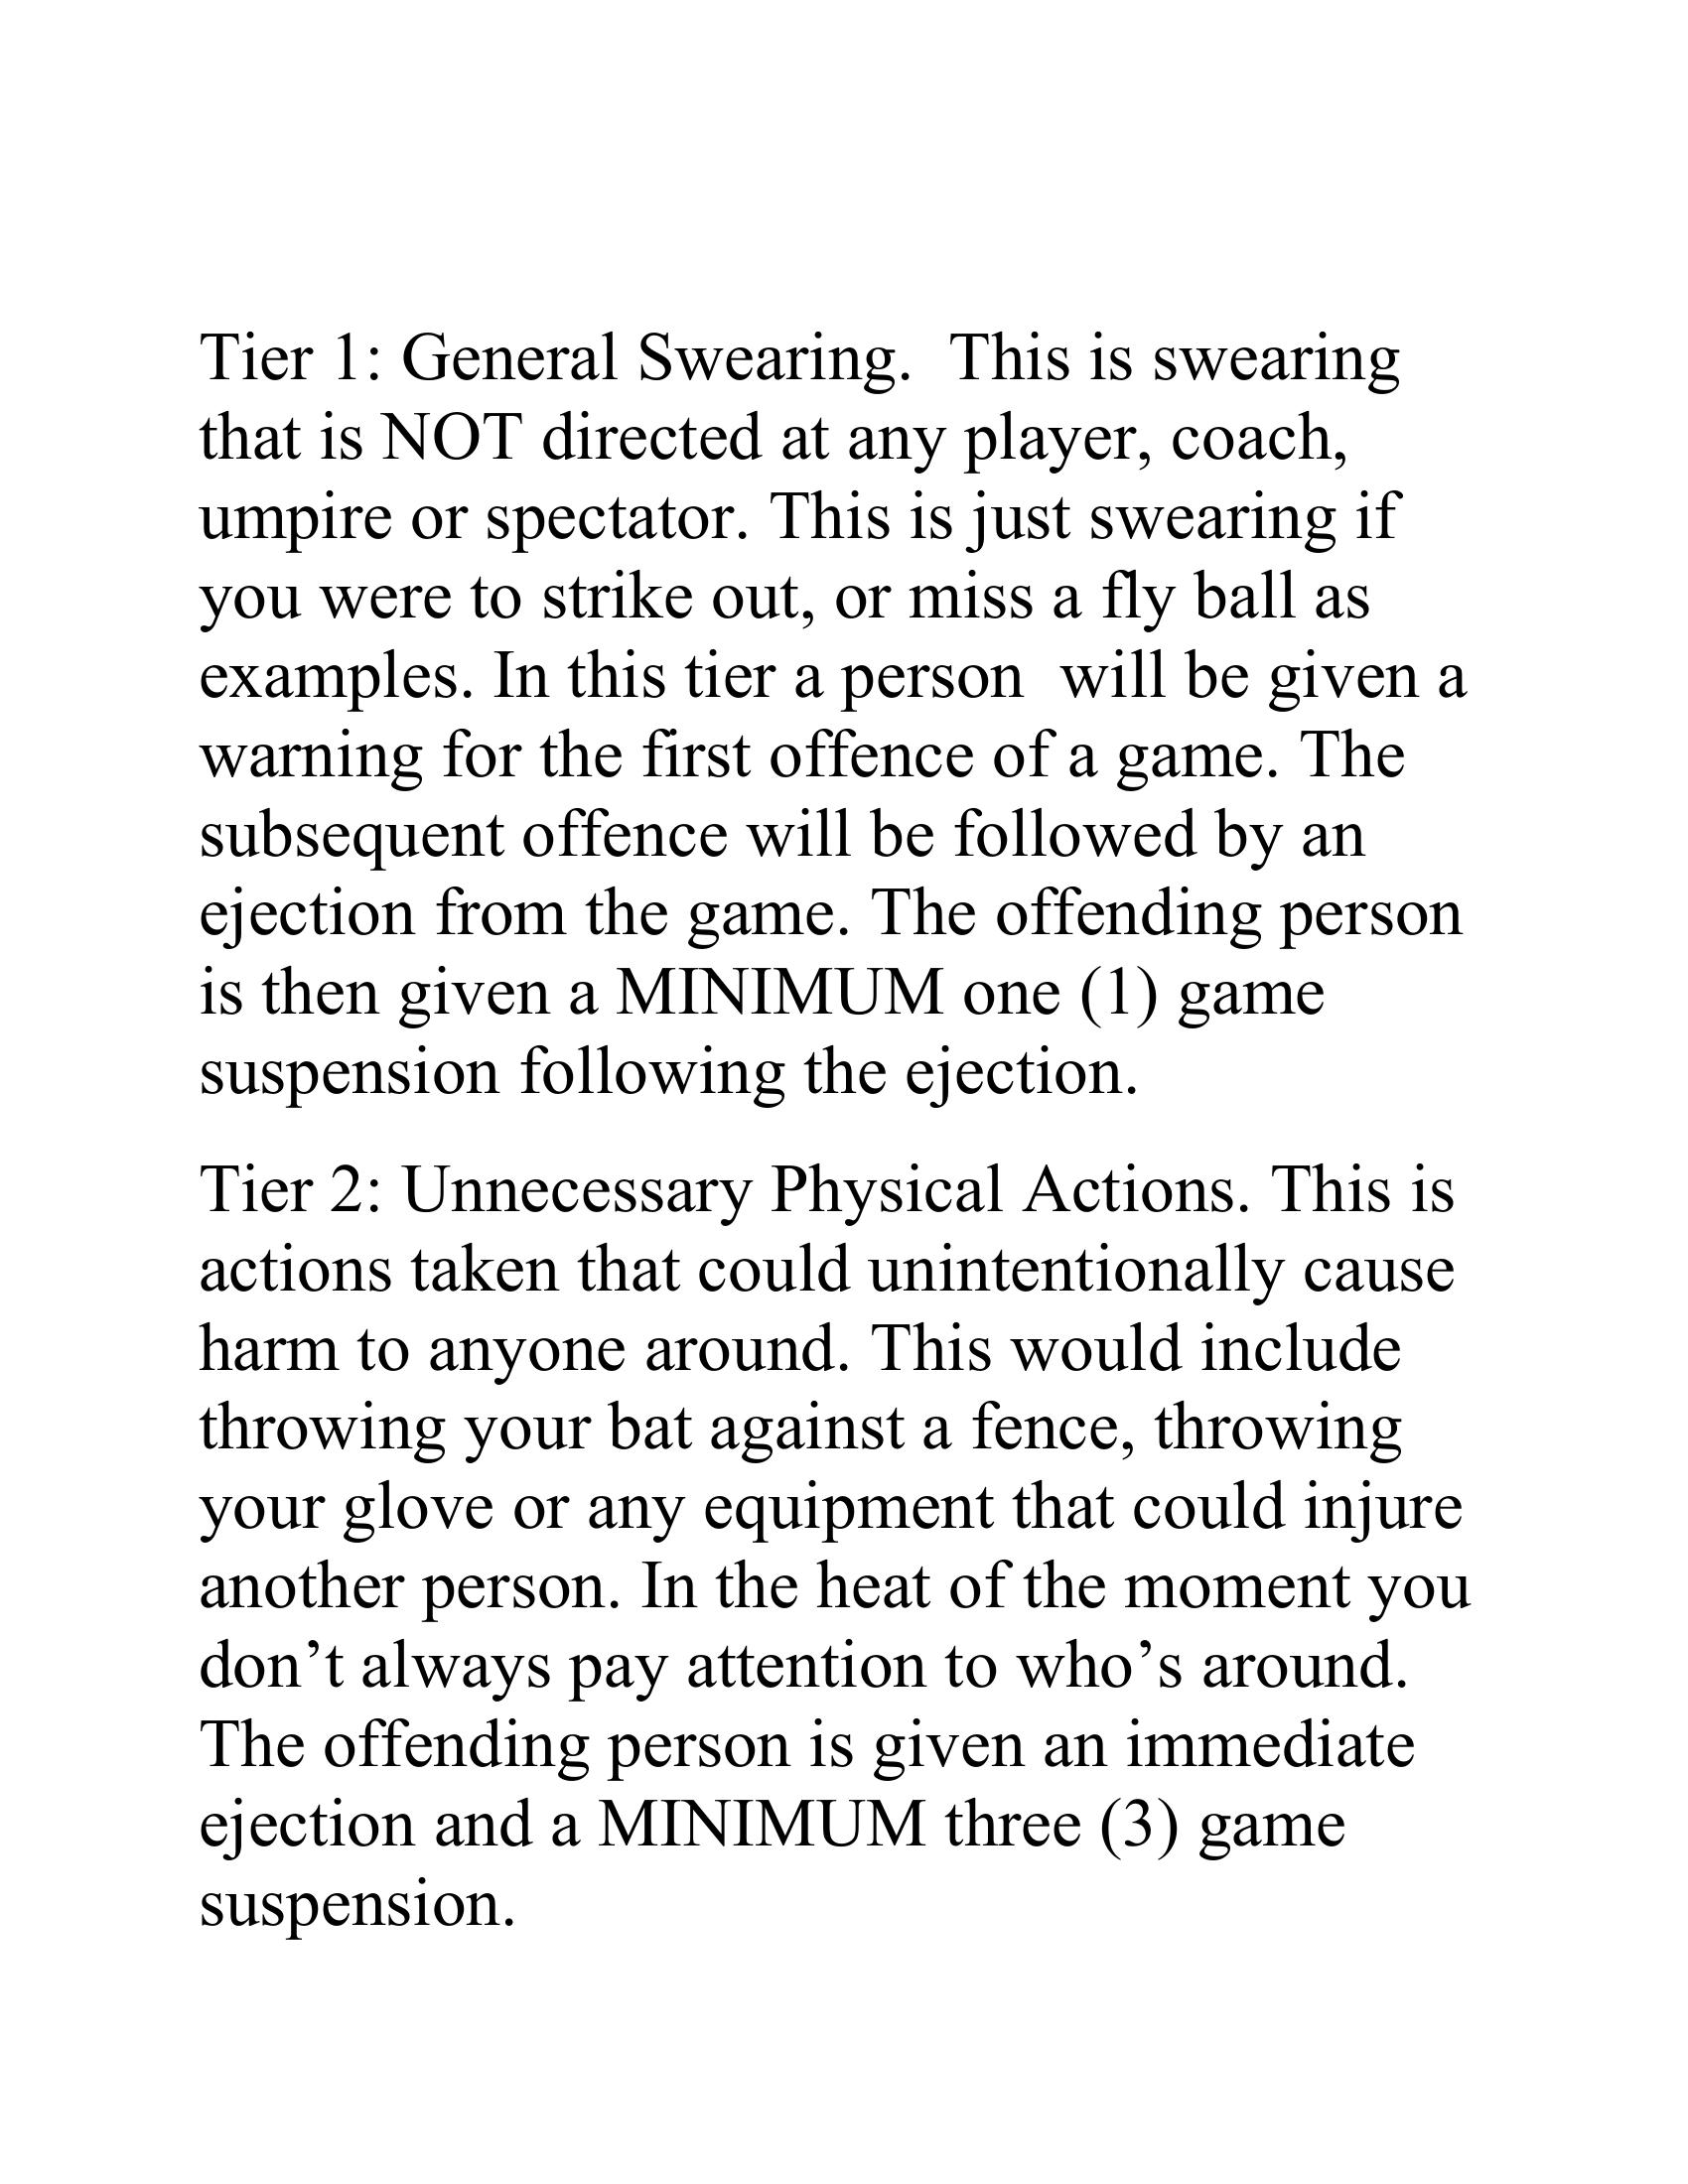 Tier 1: General Swearing.  This is swearing
that is NOT directed at any player, coach,
umpire or spectator. This is just swearing if
you were to strike out, or miss a fly ball as
examples. In this tier a person  will be given a
warning for the first offence of a game. The
subsequent offence will be followed by an
ejection from the game. The offending person
is then given a MINIMUM one (1) game
suspension following the ejection.
Tier 2: Unnecessary Physical Actions. This is
actions taken that could unintentionally cause
harm to anyone around. This would include
throwing your bat against a fence, throwing
your glove or any equipment that could injure
another person. In the heat of the moment you
don’t always pay attention to who’s around.
The offending person is given an immediate
ejection and a MINIMUM three (3) game
suspension.